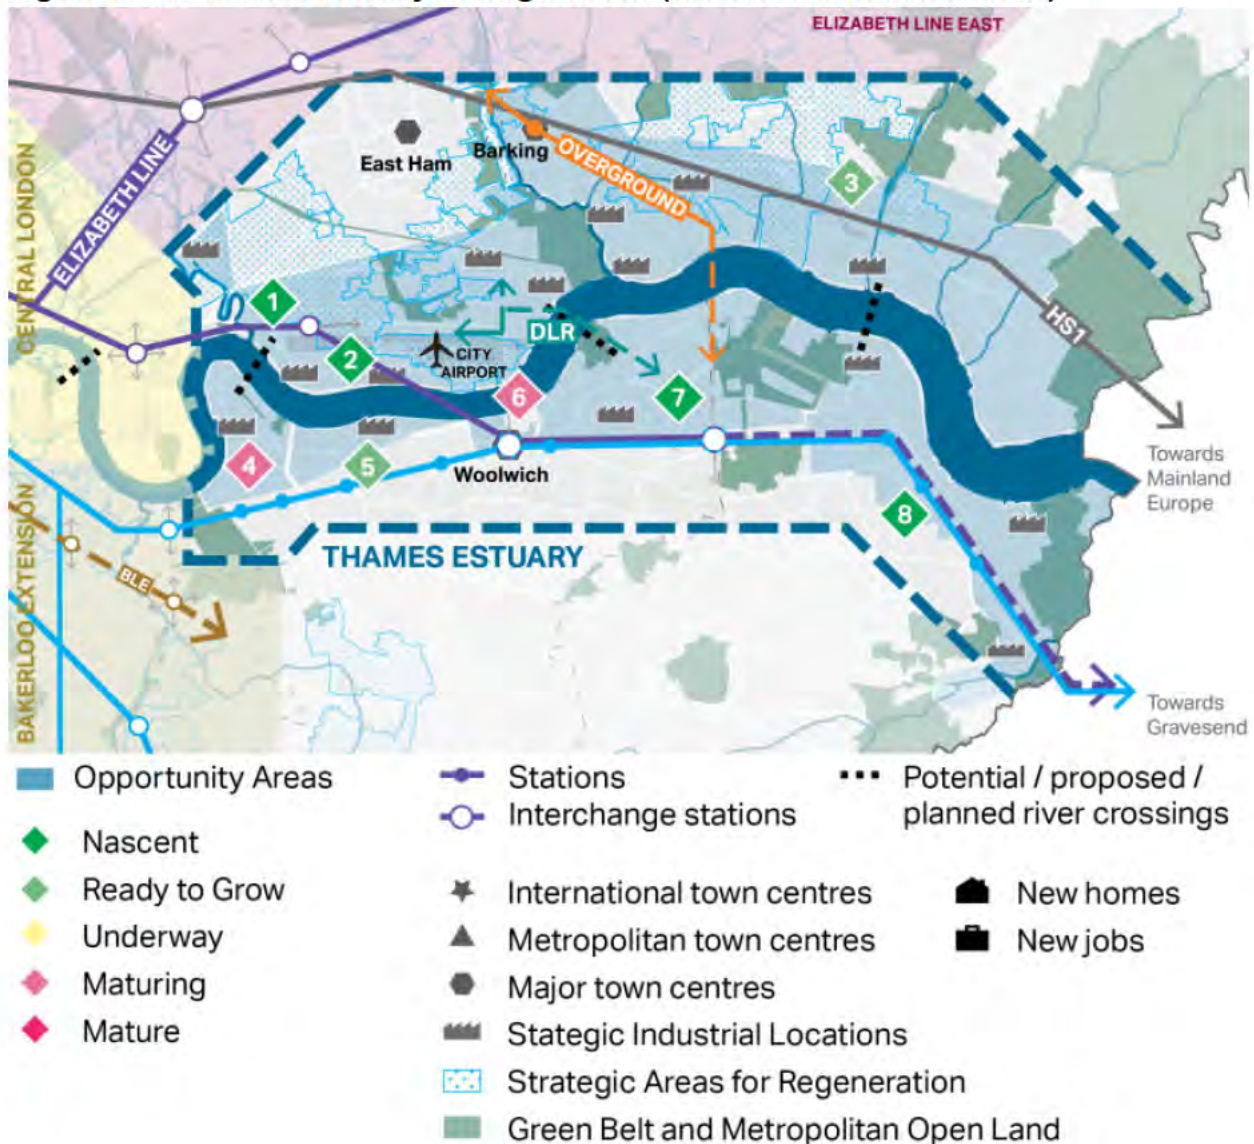 ELIZABETH LINE EAST
CENTRAL LONDON
ELIZABETH LINE
East Ham
Barking
OVERGROUND
3
1
2
CITY
AIRPORT
DLR
HS1
6
7
4
5
Woolwich
8
Towards
Mainland
Europe
THAMES ESTUARY
BAKERLOO EXTENSION
BLE
Towards
Gravesend
Opportunity Areas
Nascent
Ready to Grow
Underway
Maturing
Mature
Stations
Interchange stations
International town centres
Metropolitan town centres
Major town centres
Stategic Industrial Locations
Strategic Areas for Regeneration
Green Belt and Metropolitan Open Land
Potential / proposed /
planned river crossings
New homes
New jobs